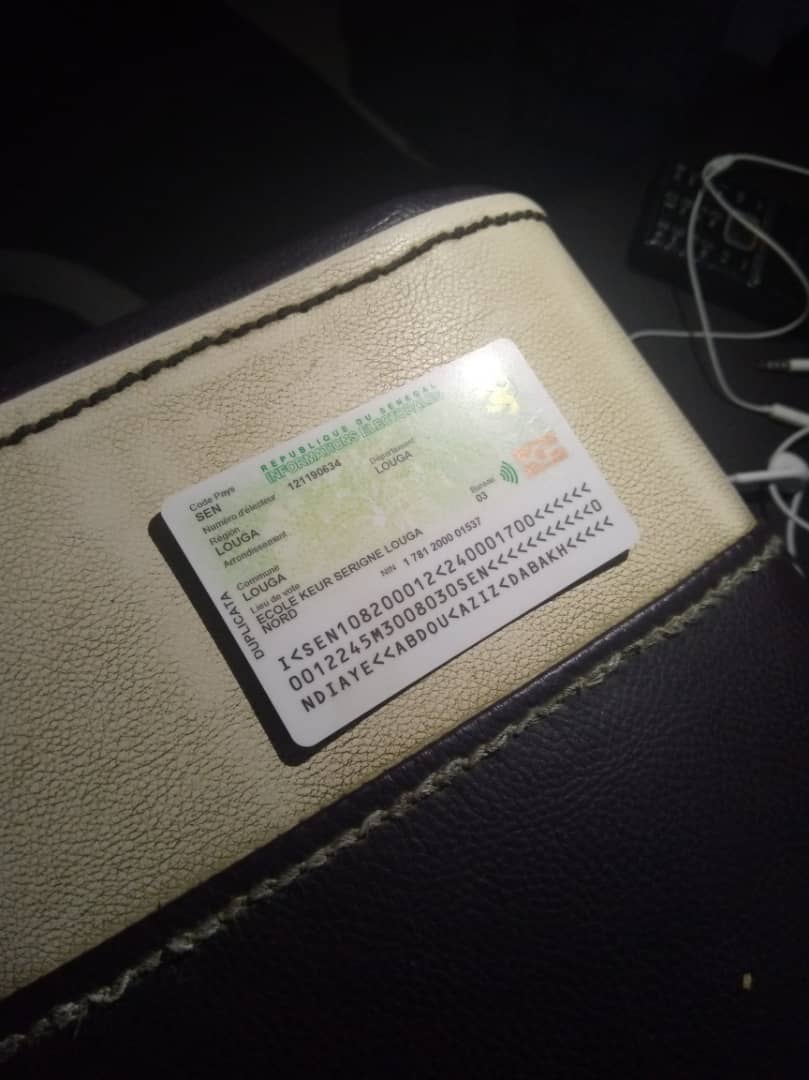 REPUBLIQUE DU SENEGAL
INFORMATIONS ELECTORALES
Code Pays
SEN
Numéro d'électeur 121190634
Région Département
LOUGA LOUGA
Arrondissement
Commune
LOUGA
Lieu de vote Bureau
ECOLE KEUR SERIGNE LOUGA 03
NORD
NIN 1 781 2000 01537
DUPLICATA
I<SEN108200012<240001700<<<<<<
0012245M3008030SEN<<<<<<<<<<<0
NDIAYE<<ABDOU<AZIZ<DABAKH<<<<<